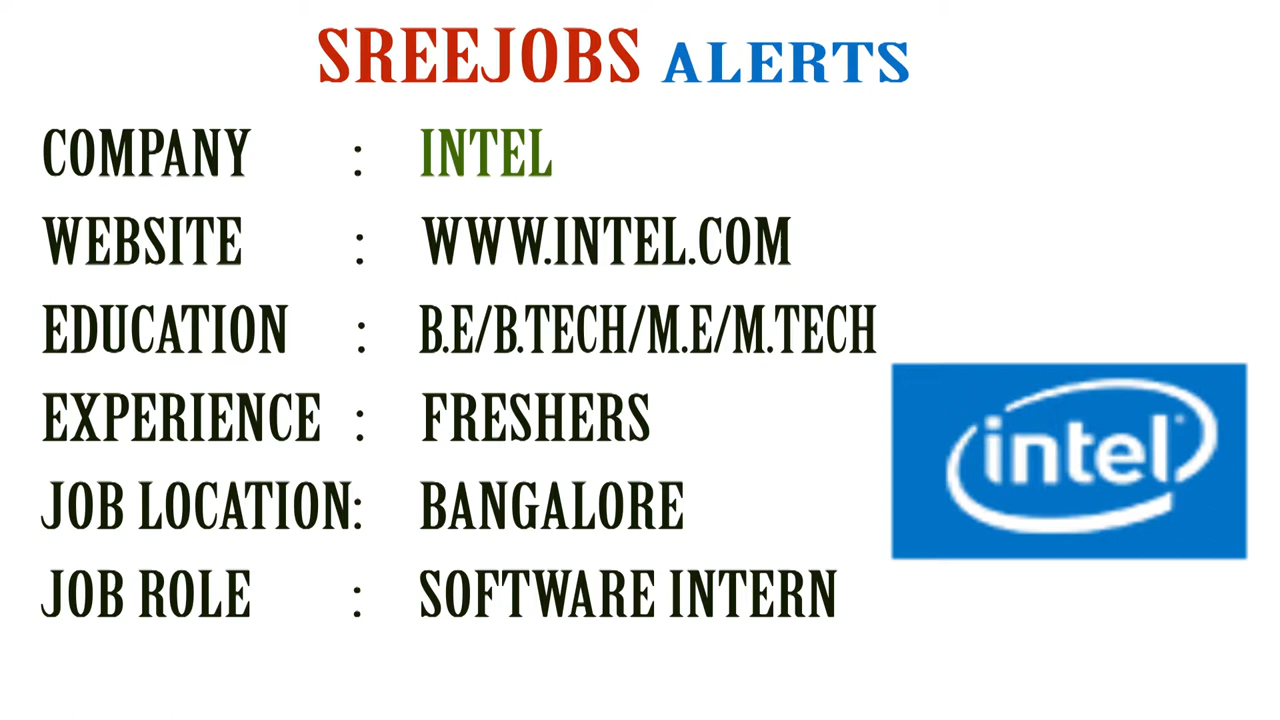 SREEJOBS ALERTS
COMPANY : INTEL
WEBSITE : WWW.INTEL.COM
EDUCATION : B.E/B.TECH/M.E/M.TECH
EXPERIENCE : FRESHERS
JOB LOCATION: BANGALORE
JOB ROLE : SOFTWARE INTERN
intel